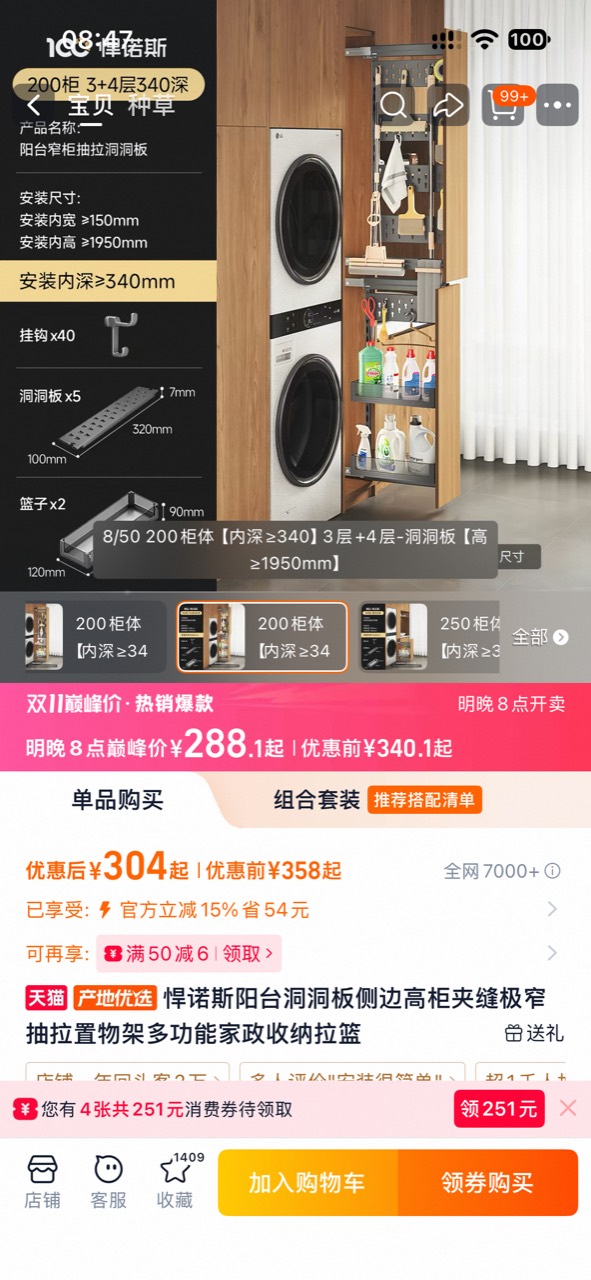 08:47
悍诺斯
100
200柜 3+4层340深
宝贝 种草
99+
产品名称:
阳台窄柜抽拉洞洞板
安装尺寸:
安装内宽 ≥150mm
安装内高 ≥1950mm
安装内深≥340mm
挂钩x40
洞洞板x5
7mm
320mm
100mm
篮子x2
90mm
120mm
8/50 200柜体【内深≥340】3层+4层-洞洞板【高
≥1950mm】
尺寸
200柜体
【内深≥34
200柜体
【内深≥34
250柜体
【内深≥3
全部
双11巅峰价·热销爆款
明晚8点开卖
明晚8点巅峰价¥288.1起 | 优惠前¥340.1起
单品购买
组合套装 推荐搭配清单
优惠后¥304起 | 优惠前¥358起
全网7000+
已享受: 官方立减15%省54元
可再享: 满50减6 | 领取 >
天猫 产地优选 悍诺斯阳台洞洞板侧边高柜夹缝极窄
抽拉置物架多功能家政收纳拉篮
送礼
您有4张共251元消费券待领取
领251元
店铺
客服
1409
收藏
加入购物车
领券购买